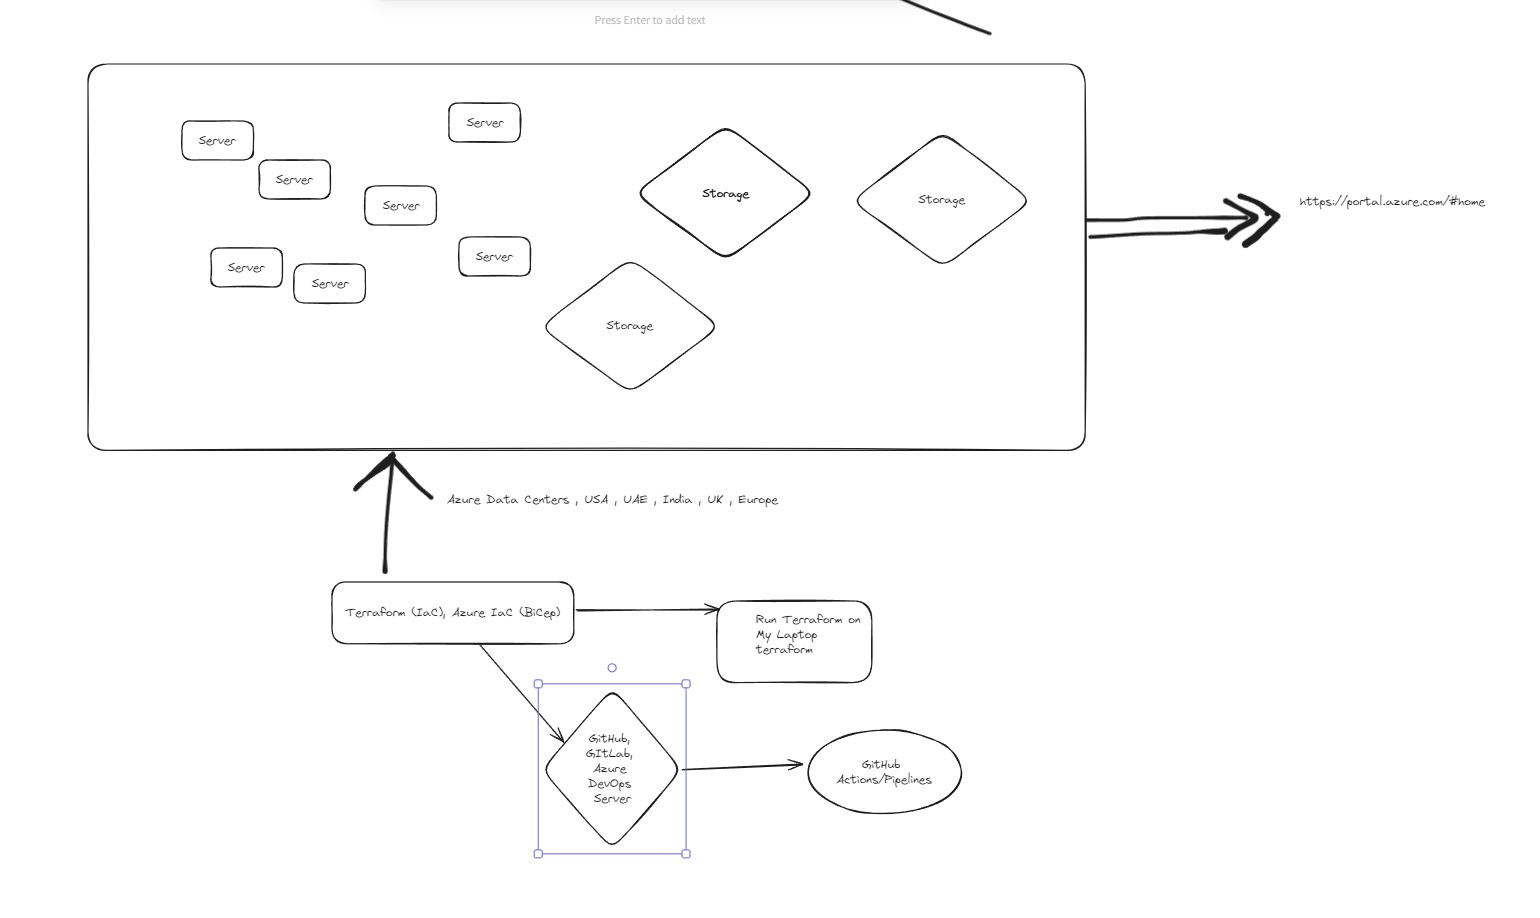 Press Enter to add text
Server
Server
Server
Server
Server
Server
Server
Storage
Storage
Storage
https://portal.azure.com/#home
Azure Data Centers , USA , UAE , India , UK , Europe
Terraform (IaC), Azure IaC (BiCep)
Run Terraform on
My Laptop
terraform
GitHub,
GITLab,
Azure
DevOps
Server
GitHub
Actions/Pipelines